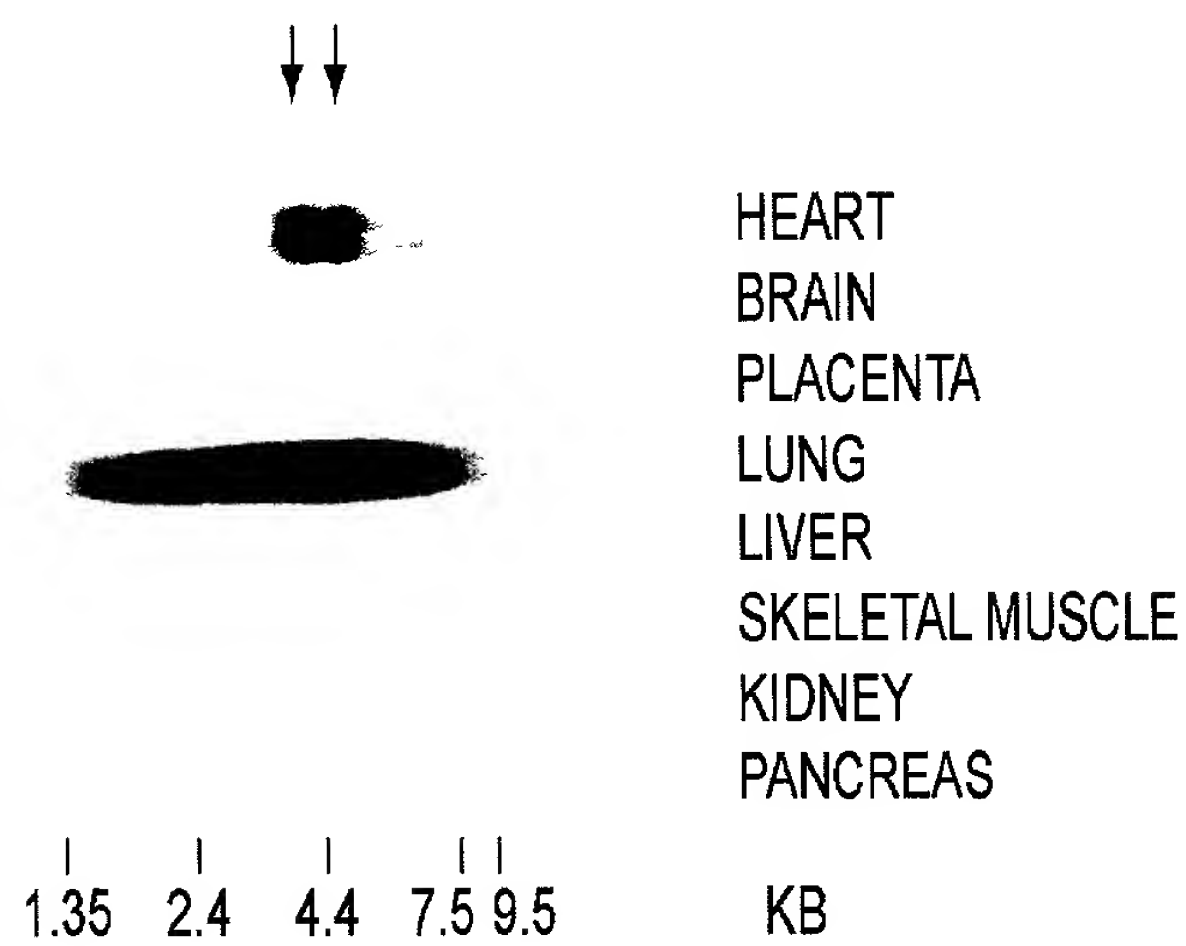 HEART
BRAIN
PLACENTA
LUNG
LIVER
SKELETAL MUSCLE
KIDNEY
PANCREAS
1.35 2.4 4.4 7.5 9.5 KB